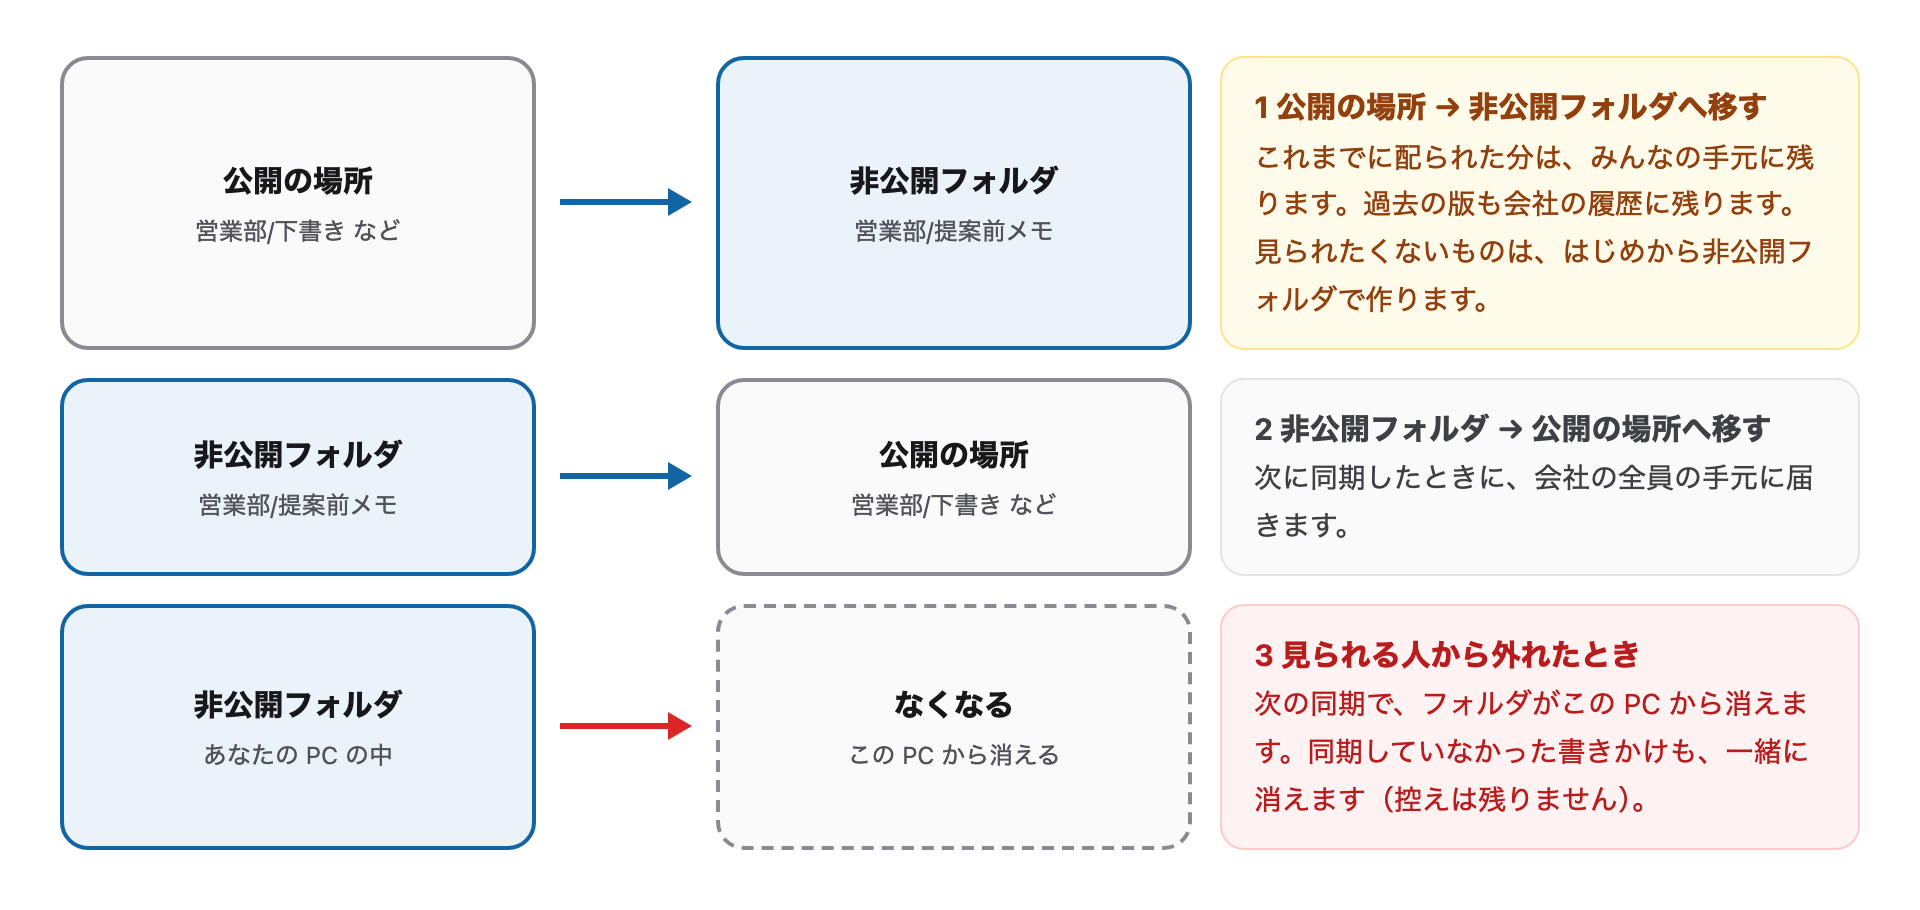 公開の場所
営業部/下書き など
非公開フォルダ
営業部/提案前メモ
1 公開の場所 → 非公開フォルダへ移す
これまでに配られた分は、みんなの手元に残
ります。過去の版も会社の履歴に残ります。
見られたくないものは、はじめから非公開フ
ォルダで作ります。
非公開フォルダ
営業部/提案前メモ
公開の場所
営業部/下書き など
2 非公開フォルダ → 公開の場所へ移す
次に同期したときに、会社の全員の手元に届
きます。
非公開フォルダ
あなたの PC の中
なくなる
この PC から消える
3 見られる人から外れたとき
次の同期で、フォルダがこの PC から消えま
す。同期していなかった書きかけも、一緒に
消えます（控えは残りません）。